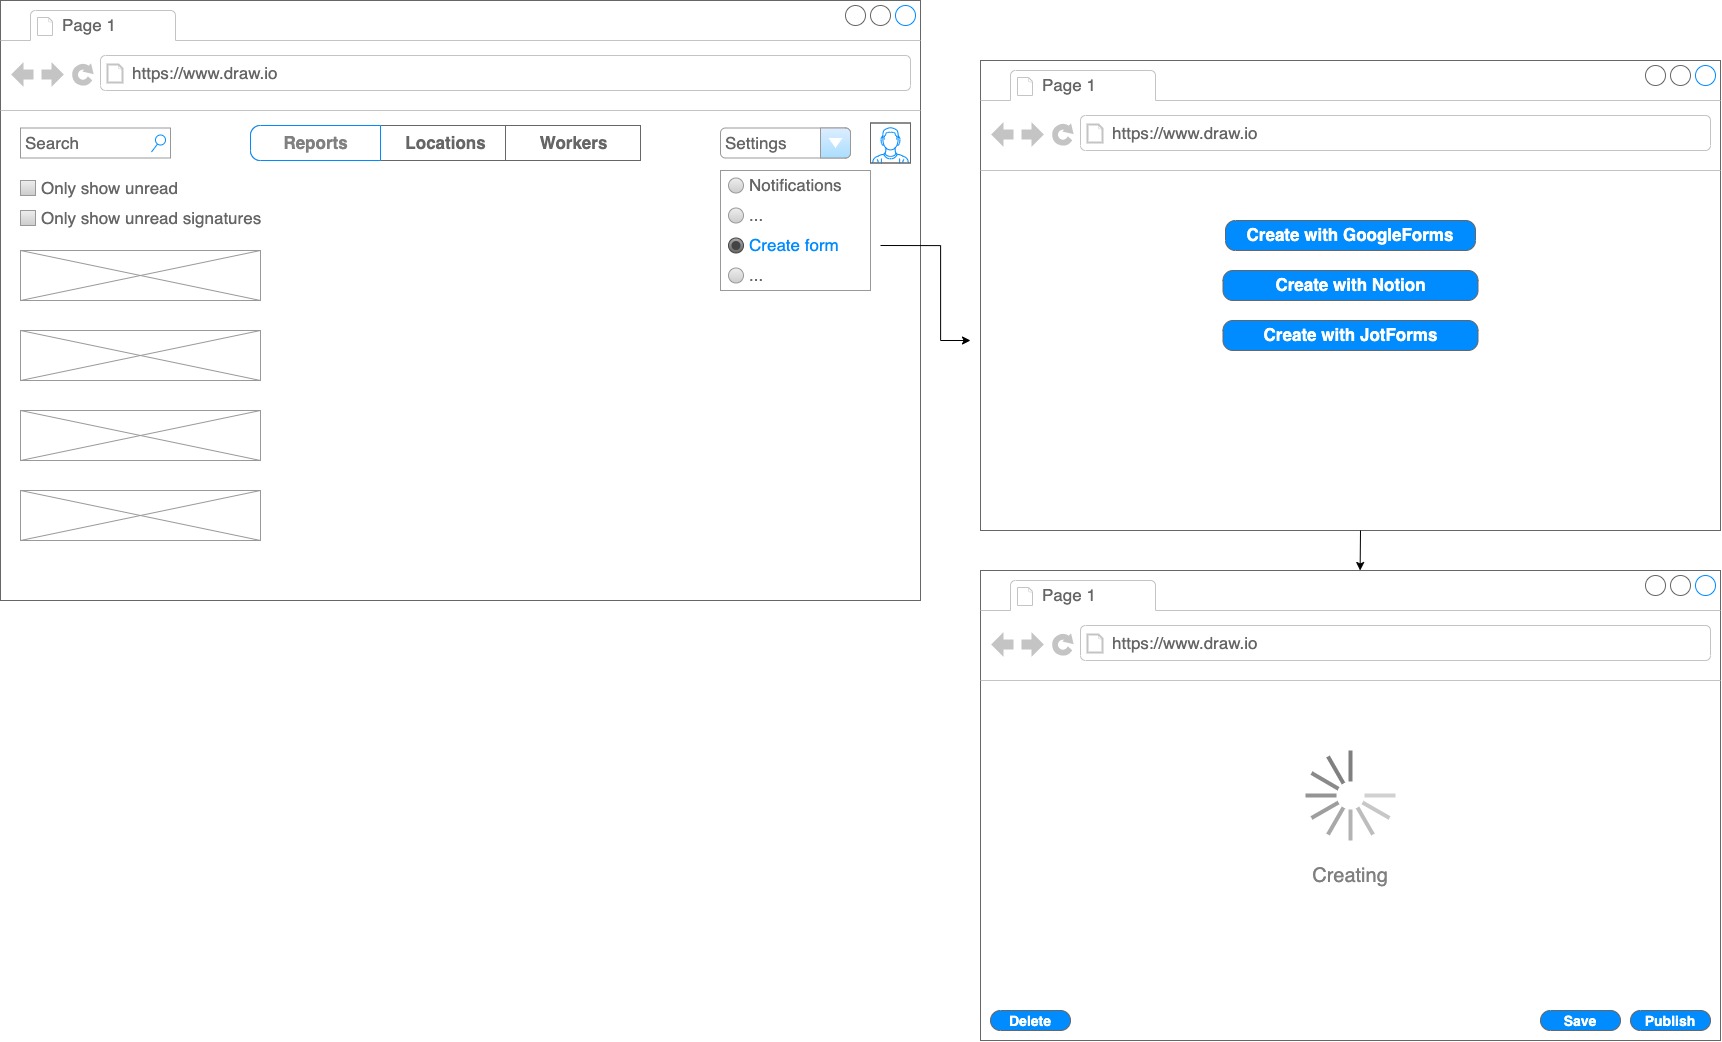 Page 1
https://www.draw.io
Search
Reports
Locations
Workers
Settings
Only show unread
Only show unread signatures
Notifications
...
Create form
...
Page 1
https://www.draw.io
Create with GoogleForms
Create with Notion
Create with JotForms
Page 1
https://www.draw.io
Creating
Delete
Save
Publish